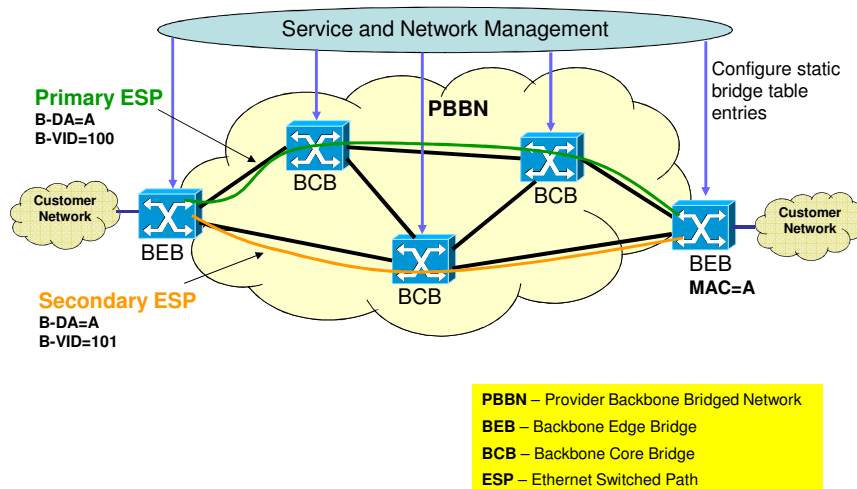 Service and Network Management
Configure static
bridge table
entries
Primary ESP
B-DA=A
B-VID=100
PBBN
BCB
BCB
Customer
Network
BEB
Customer
Network
BEB
MAC=A
BCB
Secondary ESP
B-DA=A
B-VID=101
PBBN – Provider Backbone Bridged Network
BEB – Backbone Edge Bridge
BCB – Backbone Core Bridge
ESP – Ethernet Switched Path